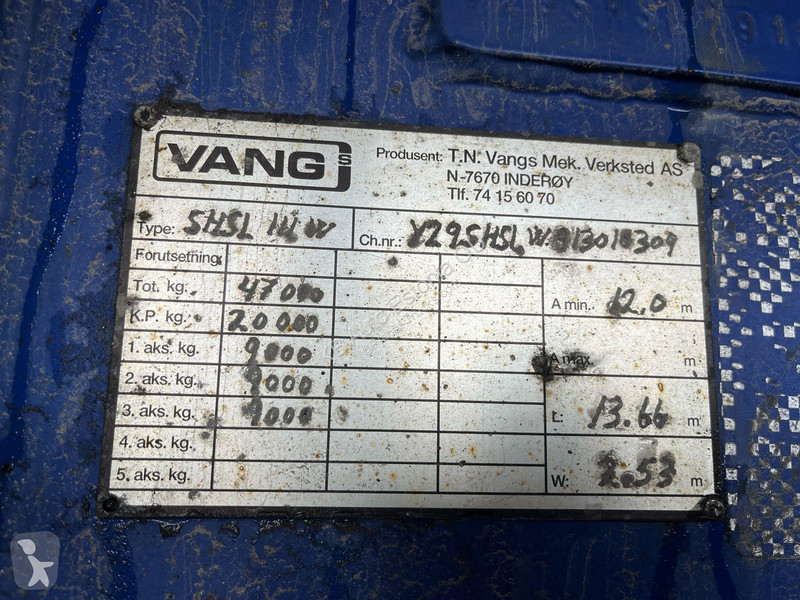 VANG S
Produsent: T.N. Vangs Mek. Verksted AS
N-7670 INDERØY
Tlf. 74 15 60 70
Type: SHSL III W
Ch.nr.: Y29SHSLW
Forutsetning:
Tot. kg. 47000
K.P. kg. 20000
A min. 12.0 m
1. aks. kg. 9000
A max. m
2. aks. kg. 9000
3. aks. kg. 9000
L: 13.66 m
4. aks. kg.
5. aks. kg.
W: 2.53 m